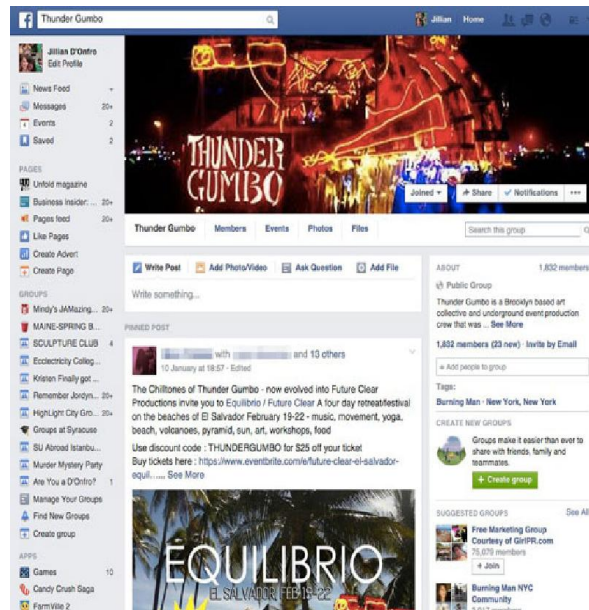 Thunder Gumbo
Jillian Home
Jillian D'Onfro
Edit Profile
News Feed
Messages 20+
Events 2
Saved 2
PAGES
Unfold magazine
Business Insider: ... 20+
Pages feed 20+
Like Pages
Create Advert
Create Page
GROUPS
Mindy's JAMazing... 20+
MAINE-SPRING B...
SCULPTURE CLUB 4
Ecclectricity Colleg...
Kristen Finally got ...
Remember Jordyn... 20+
HighLight City Gro... 20+
Groups at Syracuse
SU Abroad Istanbu...
Murder Mystery Party
Are You a D'Onfro? 1
Manage Your Groups
Find New Groups
Create group
APPS
Games 10
Candy Crush Saga
FarmVille 2
THUNDER
GUMBO
Joined Share Notifications ...
Thunder Gumbo Members Events Photos Files
Search this group
Write Post Add Photo/Video Ask Question Add File
Write something...
PINNED POST
with and 13 others
10 January at 18:57 · Edited
The Chilltones of Thunder Gumbo - now evolved into Future Clear
Productions invite you to Equilibrio / Future Clear A four day retreat/festival
on the beaches of El Salvador February 19-22 - music, movement, yoga,
beach, volcanoes, pyramid, sun, art, workshops, food
Use discount code : THUNDERGUMBO for $25 off your ticket
Buy tickets here : https://www.eventbrite.com/e/future-clear-el-salvador-
equil..... See More
EQUILIBRIO
EL SALVADOR, FEB 19-22
ABOUT 1,832 members
Public Group
Thunder Gumbo is a Brooklyn based art
collective and underground event production
crew that was ... See More
1,832 members (23 new) · Invite by Email
+ Add people to group
Tags:
Burning Man · New York, New York
CREATE NEW GROUPS
Groups make it easier than ever to
share with friends, family and
teammates.
+ Create group
SUGGESTED GROUPS See All
Free Marketing Group
Courtesy of GirlPR.com
members
+ Join
Burning Man NYC
Community
members